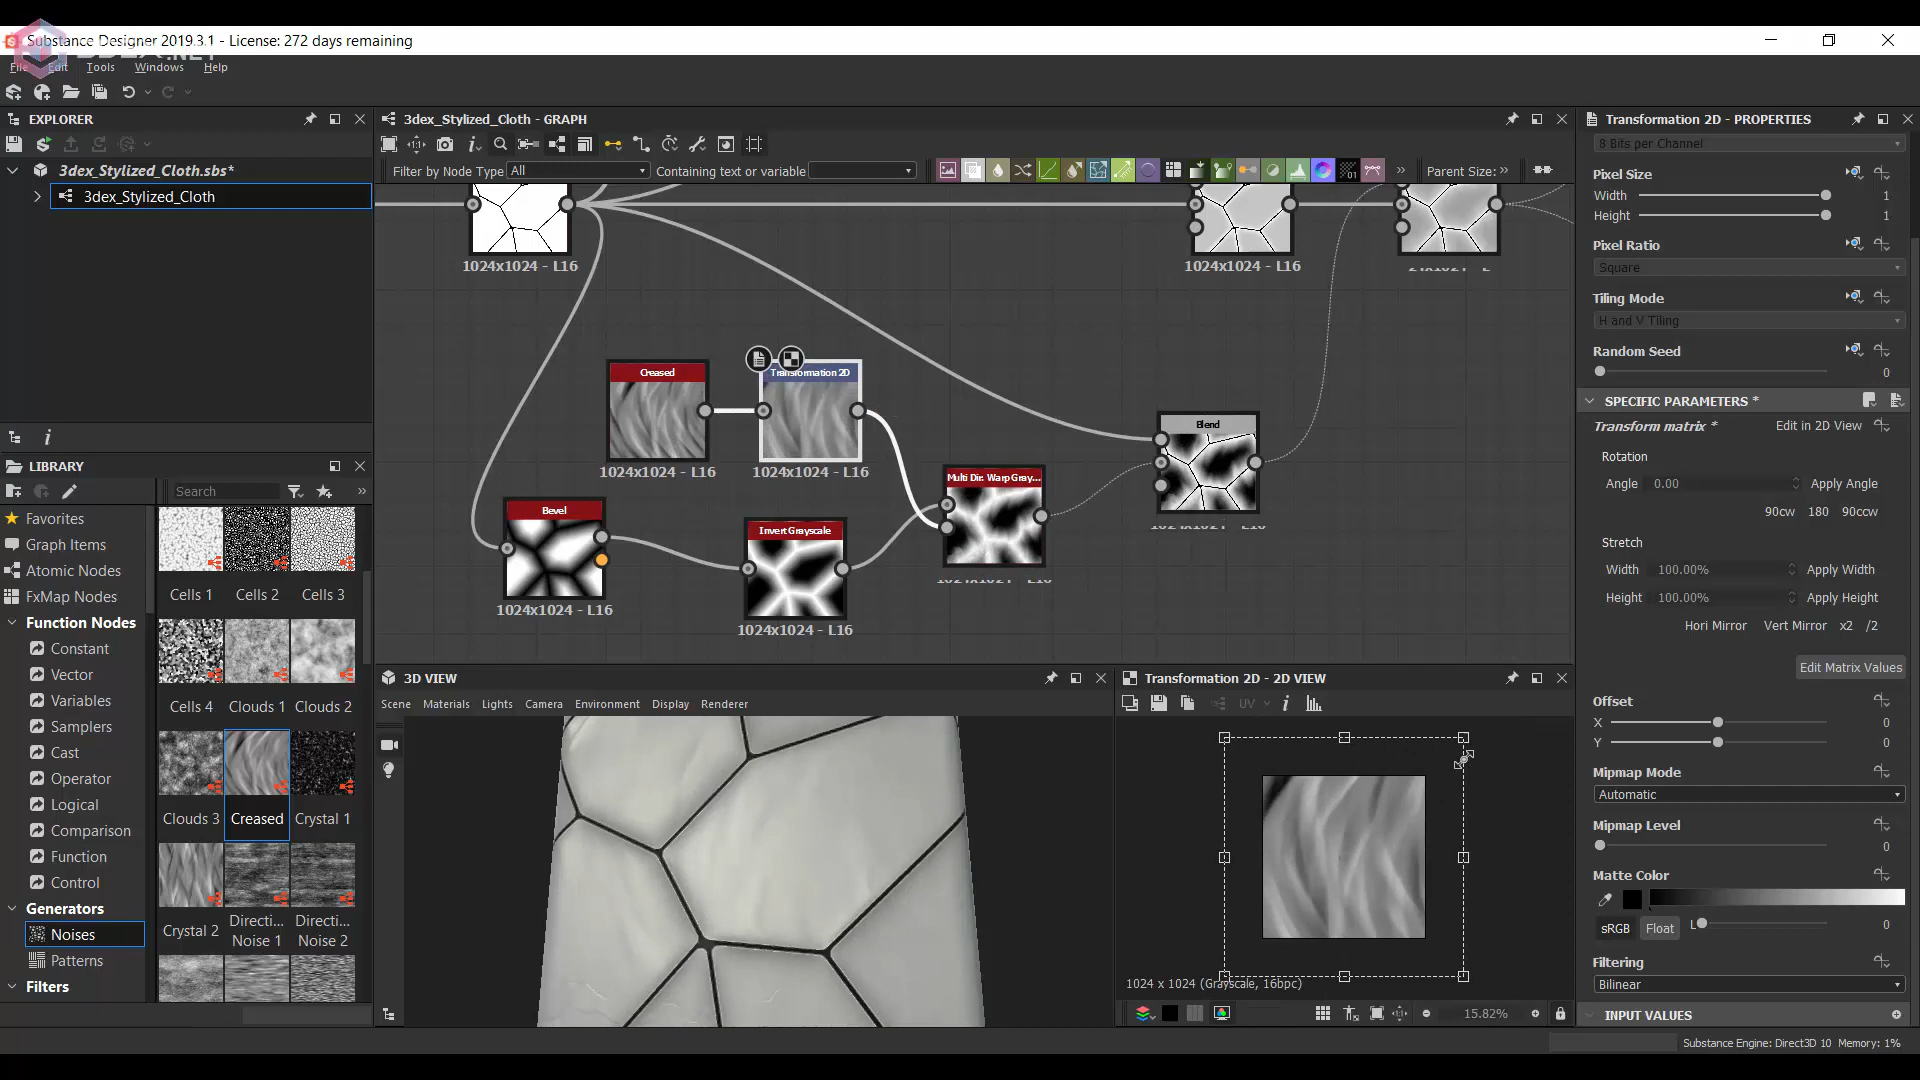 Substance Designer 2019.3.1 - License: 272 days remaining
File Edit Tools Windows Help
EXPLORER
3dex_Stylized_Cloth.sbs*
3dex_Stylized_Cloth
LIBRARY
Search
Favorites
Graph Items
Atomic Nodes
FxMap Nodes
Function Nodes
Constant
Vector
Variables
Samplers
Cast
Operator
Logical
Comparison
Function
Control
Generators
Noises
Patterns
Filters
Cells 1 Cells 2 Cells 3
Cells 4 Clouds 1 Clouds 2
Clouds 3 Creased Crystal 1
Crystal 2 Directi... Noise 1 Directi... Noise 2
3dex_Stylized_Cloth - GRAPH
Filter by Node Type All Containing text or variable Parent Size:
1024x1024 - L16
1024x1024 - L16
Creased
1024x1024 - L16
Transformation 2D
1024x1024 - L16
Bevel
1024x1024 - L16
Invert Grayscale
1024x1024 - L16
Multi Dir. Warp Gray...
1024x1024 - L16
Blend
1024x1024 - L16
3D VIEW
Scene Materials Lights Camera Environment Display Renderer
Transformation 2D - 2D VIEW
UV
1024 x 1024 (Grayscale, 16bpc)
15.82%
Transformation 2D - PROPERTIES
8 Bits per Channel
Pixel Size
Width 1
Height 1
Pixel Ratio
Square
Tiling Mode
H and V Tiling
Random Seed
0
SPECIFIC PARAMETERS *
Transform matrix * Edit in 2D View
Rotation
Angle 0.00 Apply Angle
90cw 180 90ccw
Stretch
Width 100.00% Apply Width
Height 100.00% Apply Height
Hori Mirror Vert Mirror x2 /2
Edit Matrix Values
Offset
X 0
Y 0
Mipmap Mode
Automatic
Mipmap Level
0
Matte Color
sRGB Float L 0
Filtering
Bilinear
INPUT VALUES
Substance Engine: Direct3D 10 Memory: 1%